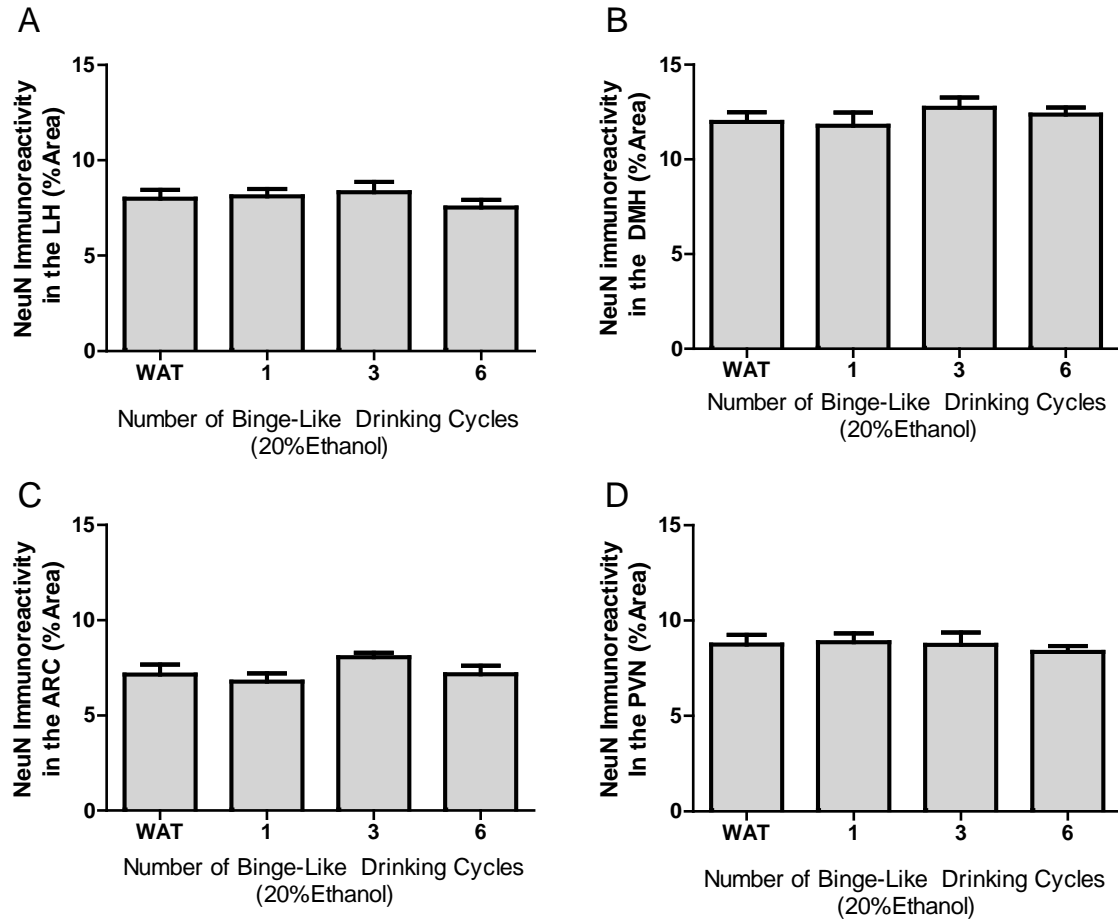 A
NeuN Immunoreactivity
in the LH (%Area)
15
10
5
0
WAT 1 3 6
Number of Binge-Like Drinking Cycles
(20%Ethanol)
B
NeuN immunoreactivity
in the DMH (%Area)
15
10
5
0
WAT 1 3 6
Number of Binge-Like Drinking Cycles
(20%Ethanol)
C
NeuN Immunoreactivity
in the ARC (%Area)
15
10
5
0
WAT 1 3 6
Number of Binge-Like Drinking Cycles
(20%Ethanol)
D
NeuN Immunoreactivity
In the PVN (%Area)
15
10
5
0
WAT 1 3 6
Number of Binge-Like Drinking Cycles
(20%Ethanol)